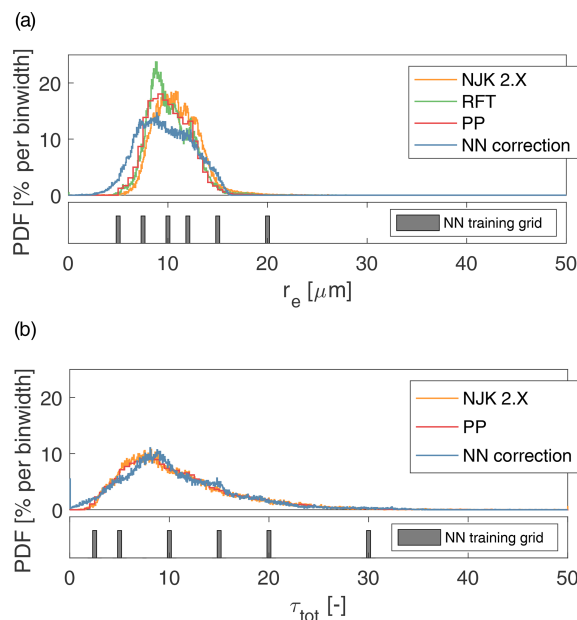 (a)
PDF [% per binwidth]
20
10
0
NJK 2.X
RFT
PP
NN correction
NN training grid
0 10 20 30 40 50
r_e [μm]
(b)
PDF [% per binwidth]
20
10
0
NJK 2.X
PP
NN correction
NN training grid
0 10 20 30 40 50
τ_tot [-]